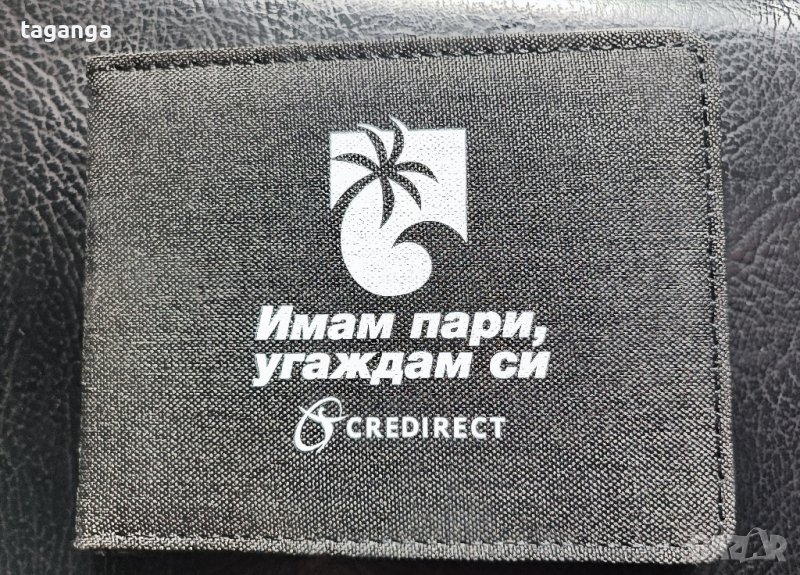 taganga
Имам пари,
угаждам си
CREDIRECT